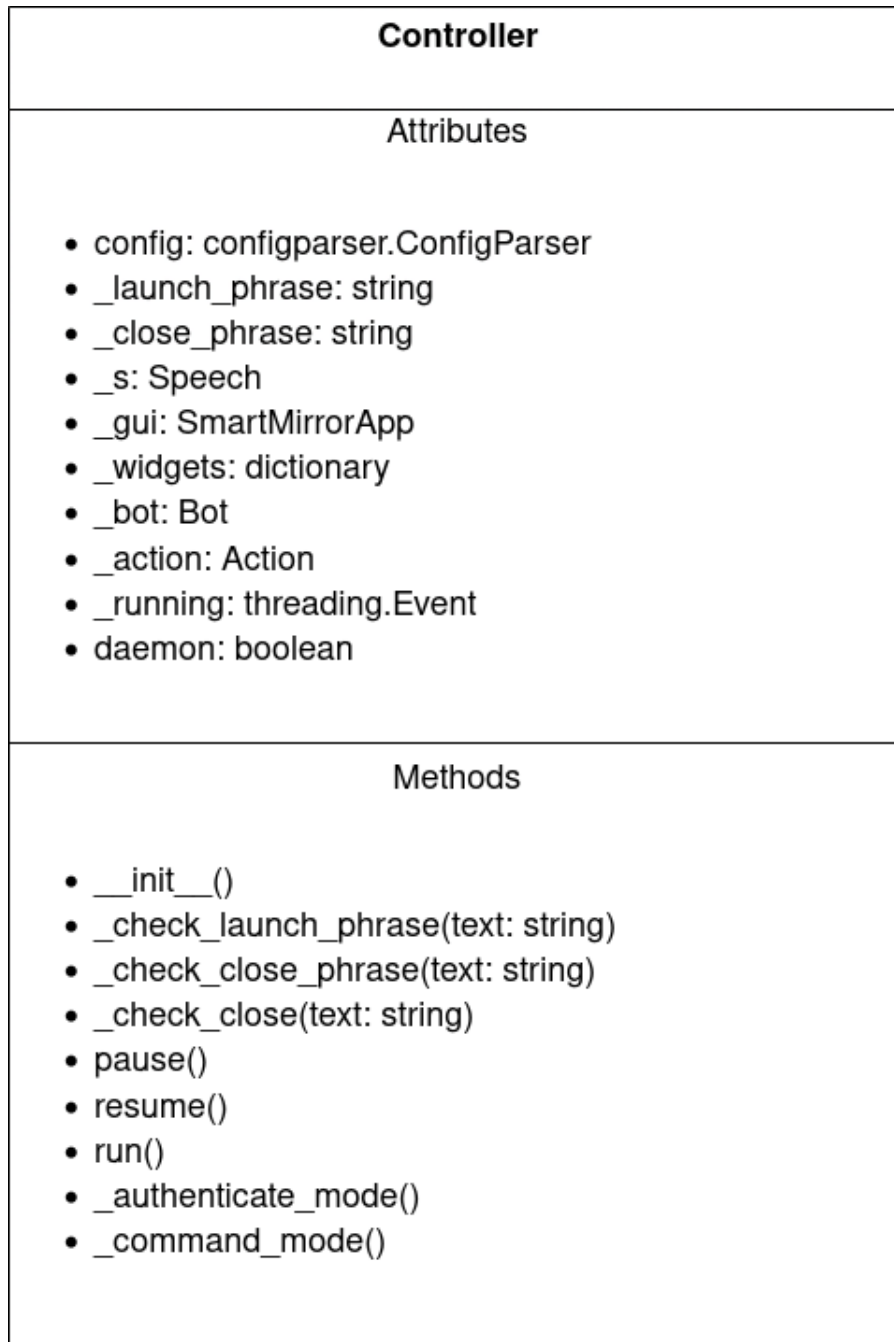 Controller
Attributes
• config: configparser.ConfigParser
• _launch_phrase: string
• _close_phrase: string
• _s: Speech
• _gui: SmartMirrorApp
• _widgets: dictionary
• _bot: Bot
• _action: Action
• _running: threading.Event
• daemon: boolean
Methods
• __init__()
• _check_launch_phrase(text: string)
• _check_close_phrase(text: string)
• _check_close(text: string)
• pause()
• resume()
• run()
• _authenticate_mode()
• _command_mode()